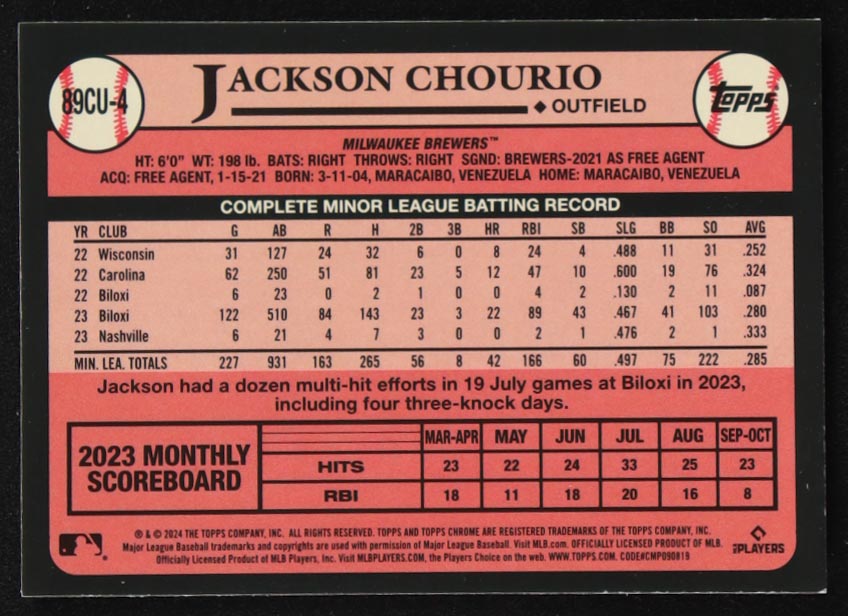 89CU-4
JACKSON CHOURIO
◆ OUTFIELD
Topps
MILWAUKEE BREWERS™
HT: 6'0" WT: 198 lb. BATS: RIGHT THROWS: RIGHT SGND: BREWERS-2021 AS FREE AGENT
ACQ: FREE AGENT, 1-15-21 BORN: 3-11-04, MARACAIBO, VENEZUELA HOME: MARACAIBO, VENEZUELA
COMPLETE MINOR LEAGUE BATTING RECORD
YR CLUB G AB R H 2B 3B HR RBI SB SLG BB SO AVG
22 Wisconsin 31 127 24 32 6 0 8 24 4 .488 11 31 .252
22 Carolina 62 250 51 81 23 5 12 47 10 .600 19 76 .324
22 Biloxi 6 23 0 2 1 0 0 4 2 .130 2 11 .087
23 Biloxi 122 510 84 143 23 3 22 89 43 .467 41 103 .280
23 Nashville 6 21 4 7 3 0 0 2 1 .476 2 1 .333
MIN. LEA. TOTALS 227 931 163 265 56 8 42 166 60 .497 75 222 .285
Jackson had a dozen multi-hit efforts in 19 July games at Biloxi in 2023,
including four three-knock days.
2023 MONTHLY
SCOREBOARD
MAR-APR MAY JUN JUL AUG SEP-OCT
HITS 23 22 24 33 25 23
RBI 18 11 18 20 16 8
® & © 2024 THE TOPPS COMPANY, INC. ALL RIGHTS RESERVED. TOPPS AND TOPPS CHROME ARE REGISTERED TRADEMARKS OF THE TOPPS COMPANY, INC.
Major League Baseball trademarks and copyrights are used with permission of Major League Baseball. Visit MLB.com. OFFICIALLY LICENSED PRODUCT OF MLB.
Officially Licensed Product of MLB Players, Inc. Visit MLBPLAYERS.COM, the Players Choice on the web. WWW.TOPPS.COM. CODE#CMP090819
MLB PLAYERS